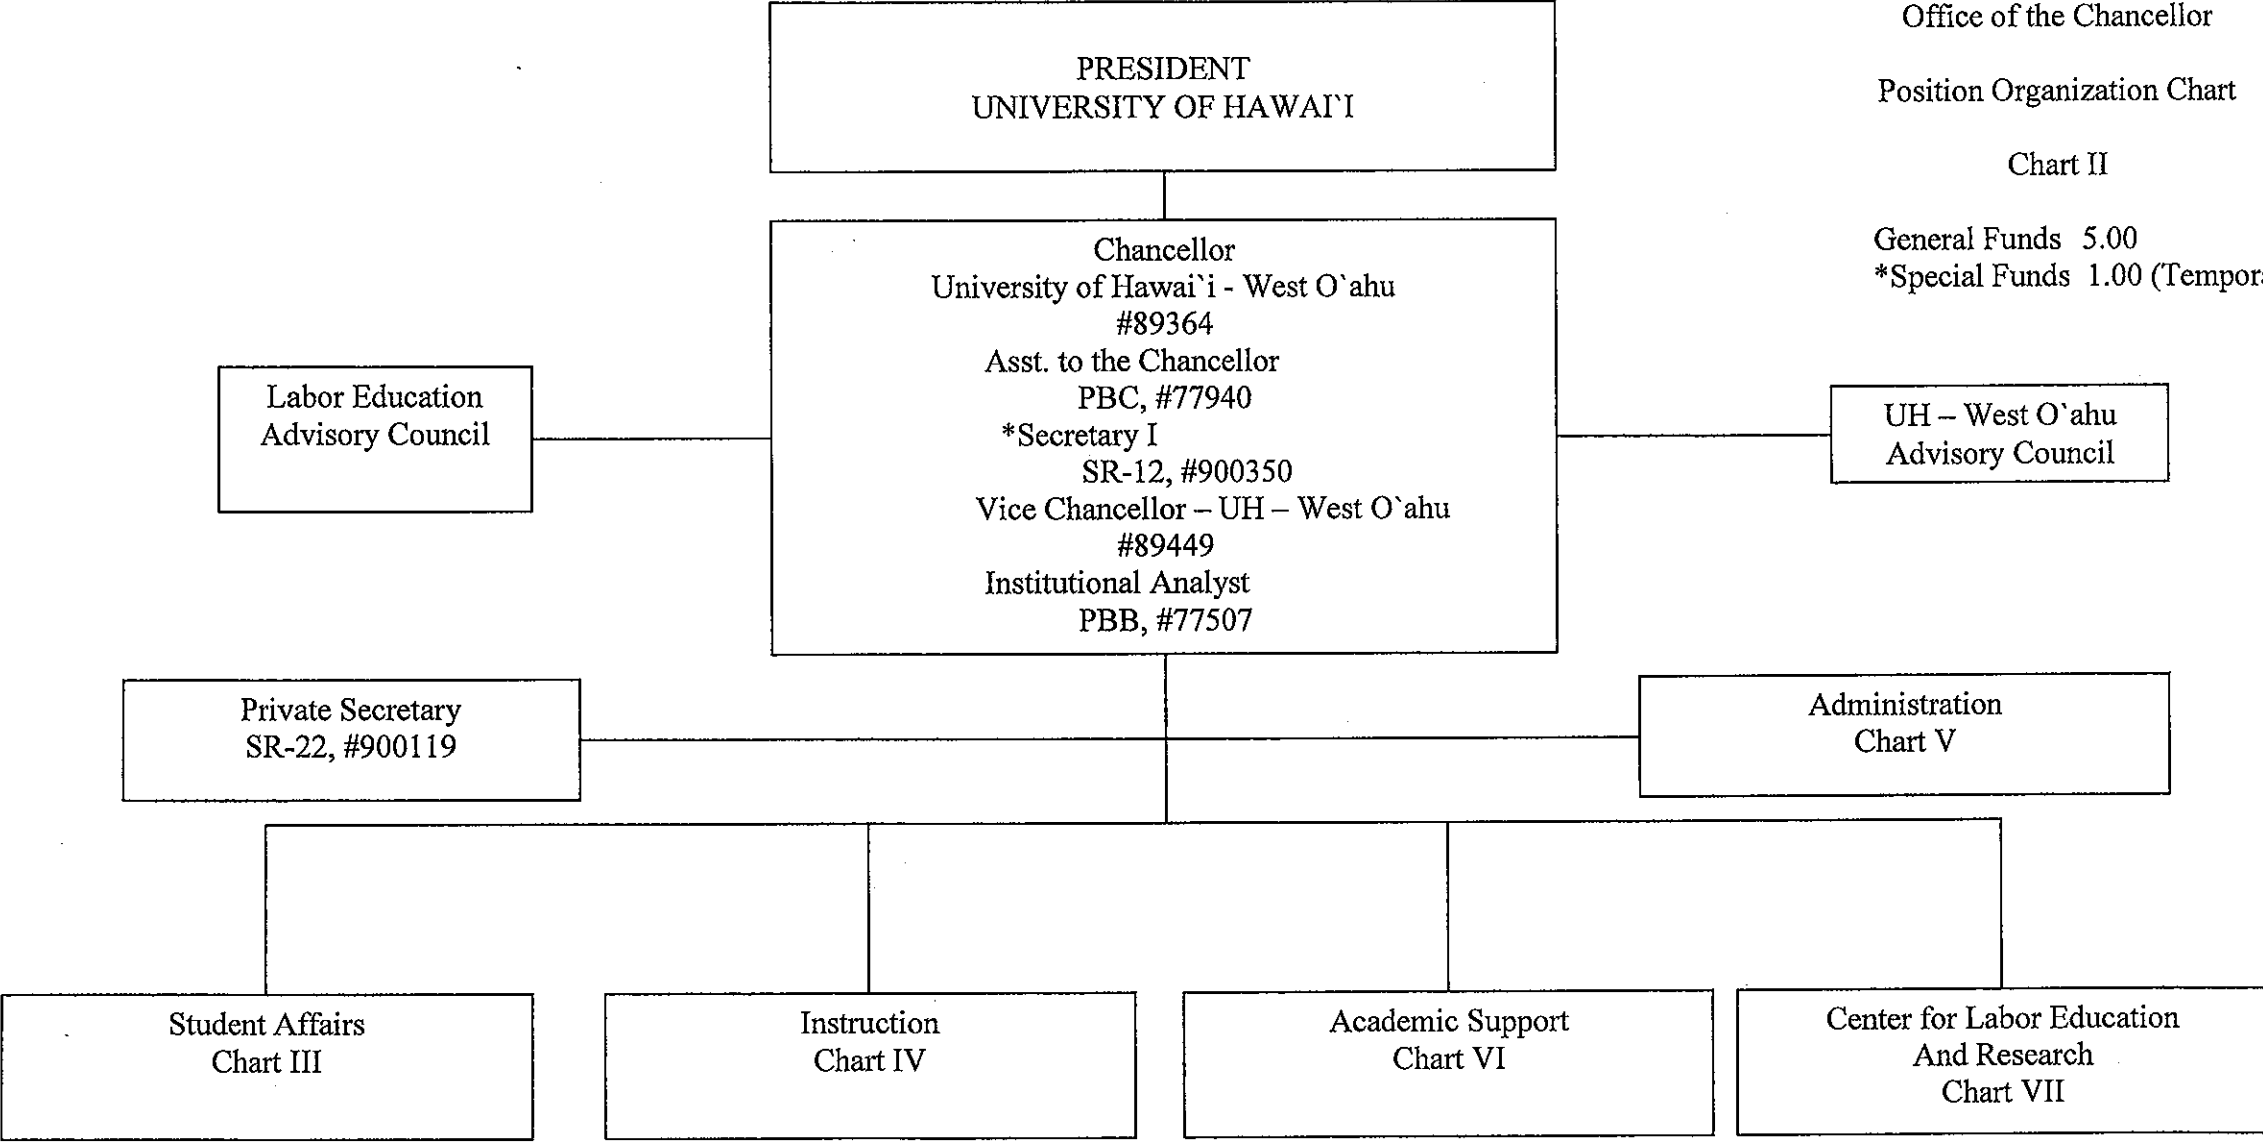 Office of the Chancellor
Position Organization Chart
Chart II
General Funds 5.00
*Special Funds 1.00
PRESIDENT
UNIVERSITY OF HAWAI`I
Chancellor
University of Hawai`i - West O`ahu
#89364
Asst. to the Chancellor
PBC, #77940
*Secretary I
SR-12, #900350
Vice Chancellor – UH – West O`ahu
#89449
Institutional Analyst
PBB, #77507
Labor Education
Advisory Council
UH – West O`ahu
Advisory Council
Private Secretary
SR-22, #900119
Administration
Chart V
Student Affairs
Chart III
Instruction
Chart IV
Academic Support
Chart VI
Center for Labor Education
And Research
Chart VII